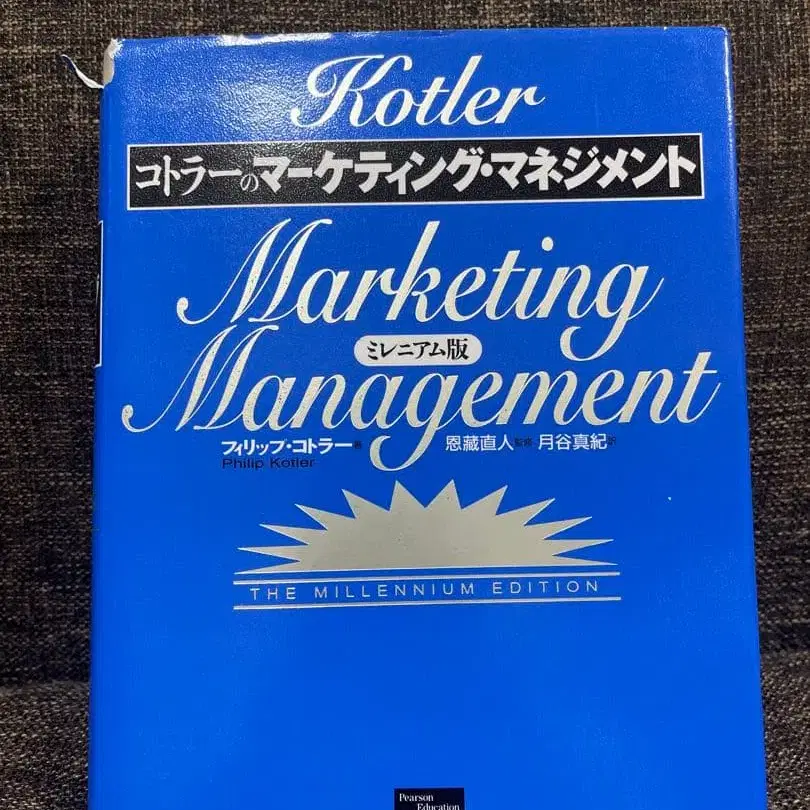 Kotler
コトラーのマーケティング・マネジメント
Marketing
ミレニアム版
Management
フィリップ・コトラー著
恩藏直人監修 月谷真紀訳
Philip Kotler
THE MILLENNIUM EDITION
Pearson
Education